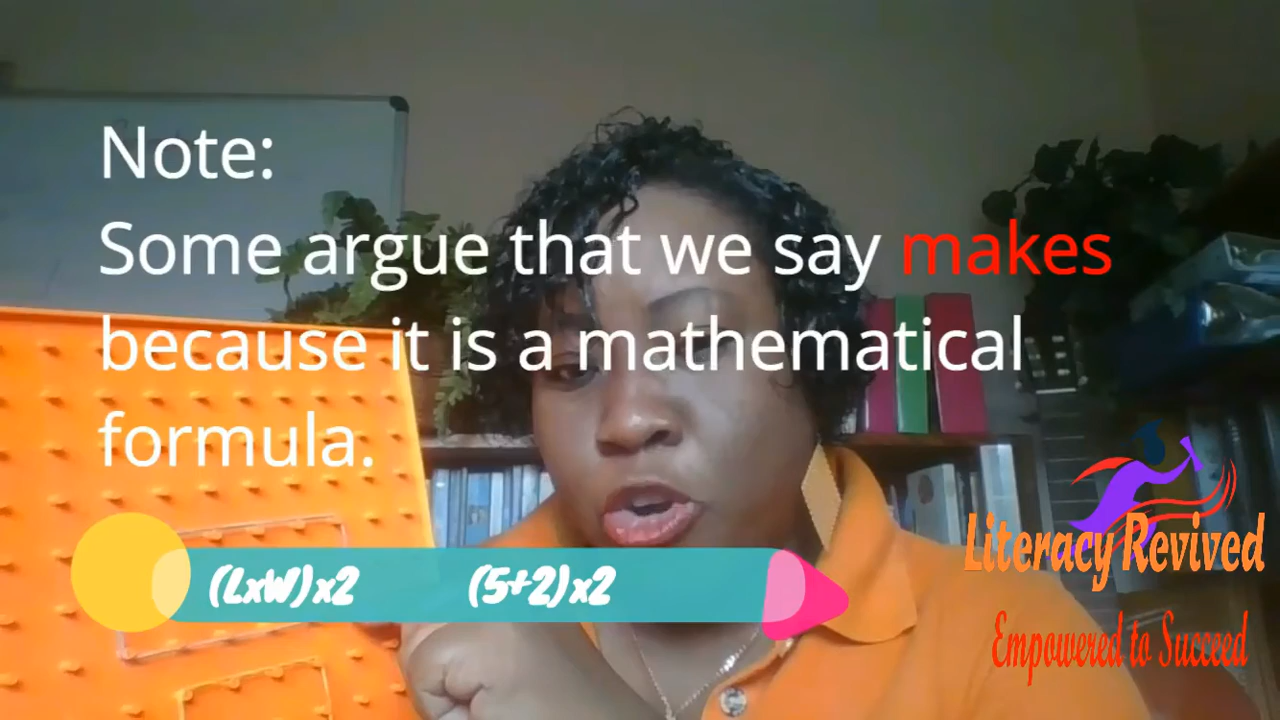 Note:
Some argue that we say makes
because it is a mathematical
formula.
(LxW)x2 (5+2)x2
Literacy Revived
Empowered to Succeed